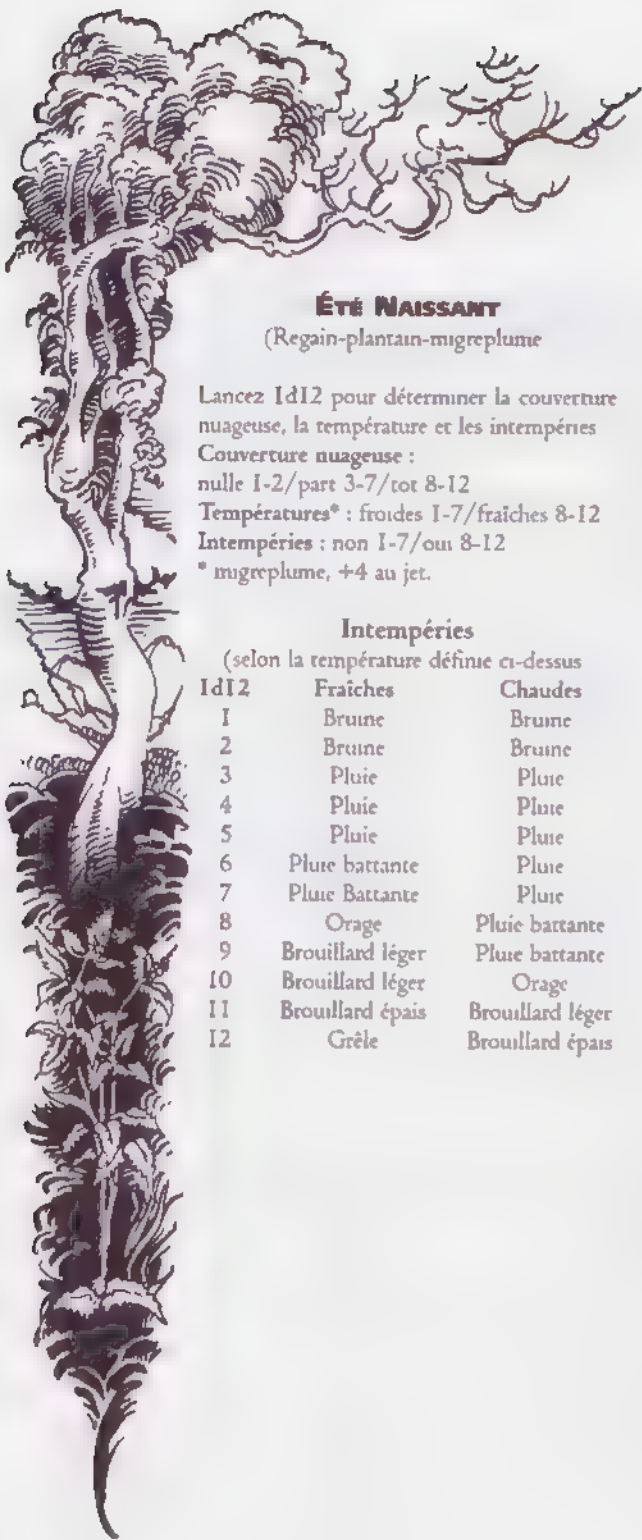 ÉTÉ NAISSANT
(Regain-plantain-migreplume
Lancez 1d12 pour déterminer la couverture
nuageuse, la température et les intempéries
Couverture nuageuse :
nulle 1-2/part 3-7/tot 8-12
Températures* : froides 1-7/fraîches 8-12
Intempéries : non 1-7/oui 8-12
* migreplume, +4 au jet.
Intempéries
(selon la température définie ci-dessus
1d12 Fraîches Chaudes
1 Bruine Bruine
2 Bruine Bruine
3 Pluie Pluie
4 Pluie Pluie
5 Pluie Pluie
6 Pluie battante Pluie
7 Pluie Battante Pluie
8 Orage Pluie battante
9 Brouillard léger Pluie battante
10 Brouillard léger Orage
11 Brouillard épais Brouillard léger
12 Grêle Brouillard épais